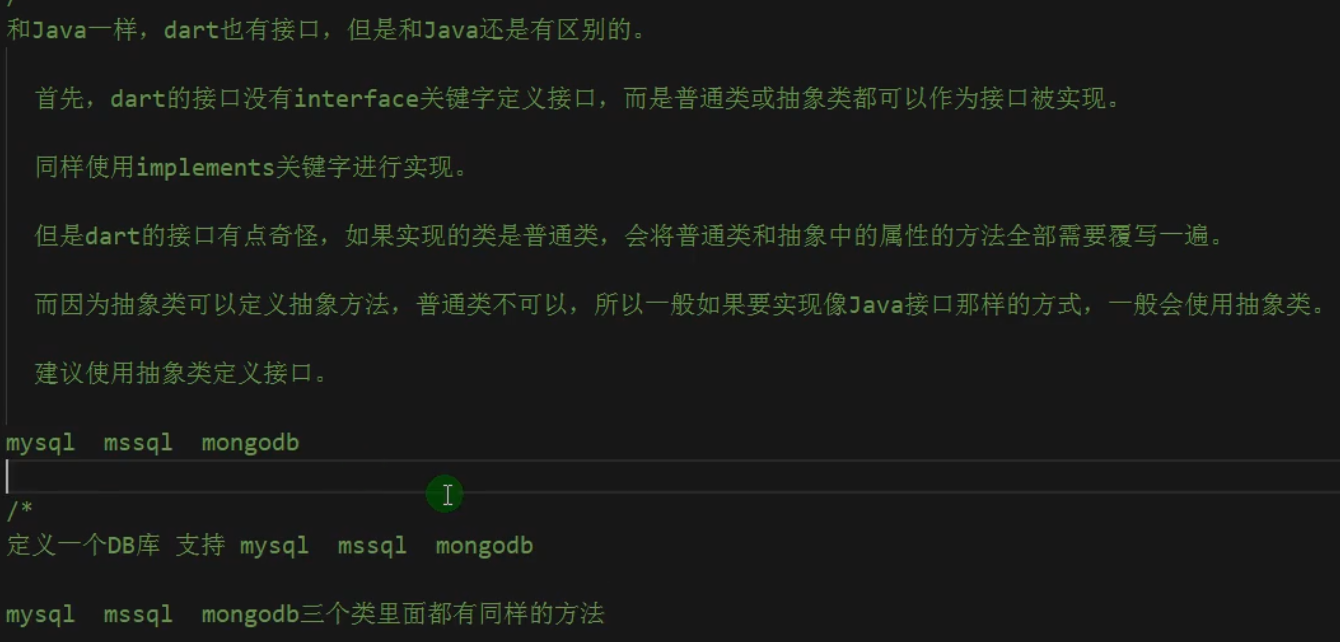 /
和Java一样，dart也有接口，但是和Java还是有区别的。
首先，dart的接口没有interface关键字定义接口，而是普通类或抽象类都可以作为接口被实现。
同样使用implements关键字进行实现。
但是dart的接口有点奇怪，如果实现的类是普通类，会将普通类和抽象中的属性的方法全部需要覆写一遍。
而因为抽象类可以定义抽象方法，普通类不可以，所以一般如果要实现像Java接口那样的方式，一般会使用抽象类。
建议使用抽象类定义接口。
mysql mssql mongodb
/*
定义一个DB库 支持 mysql mssql mongodb
mysql mssql mongodb三个类里面都有同样的方法